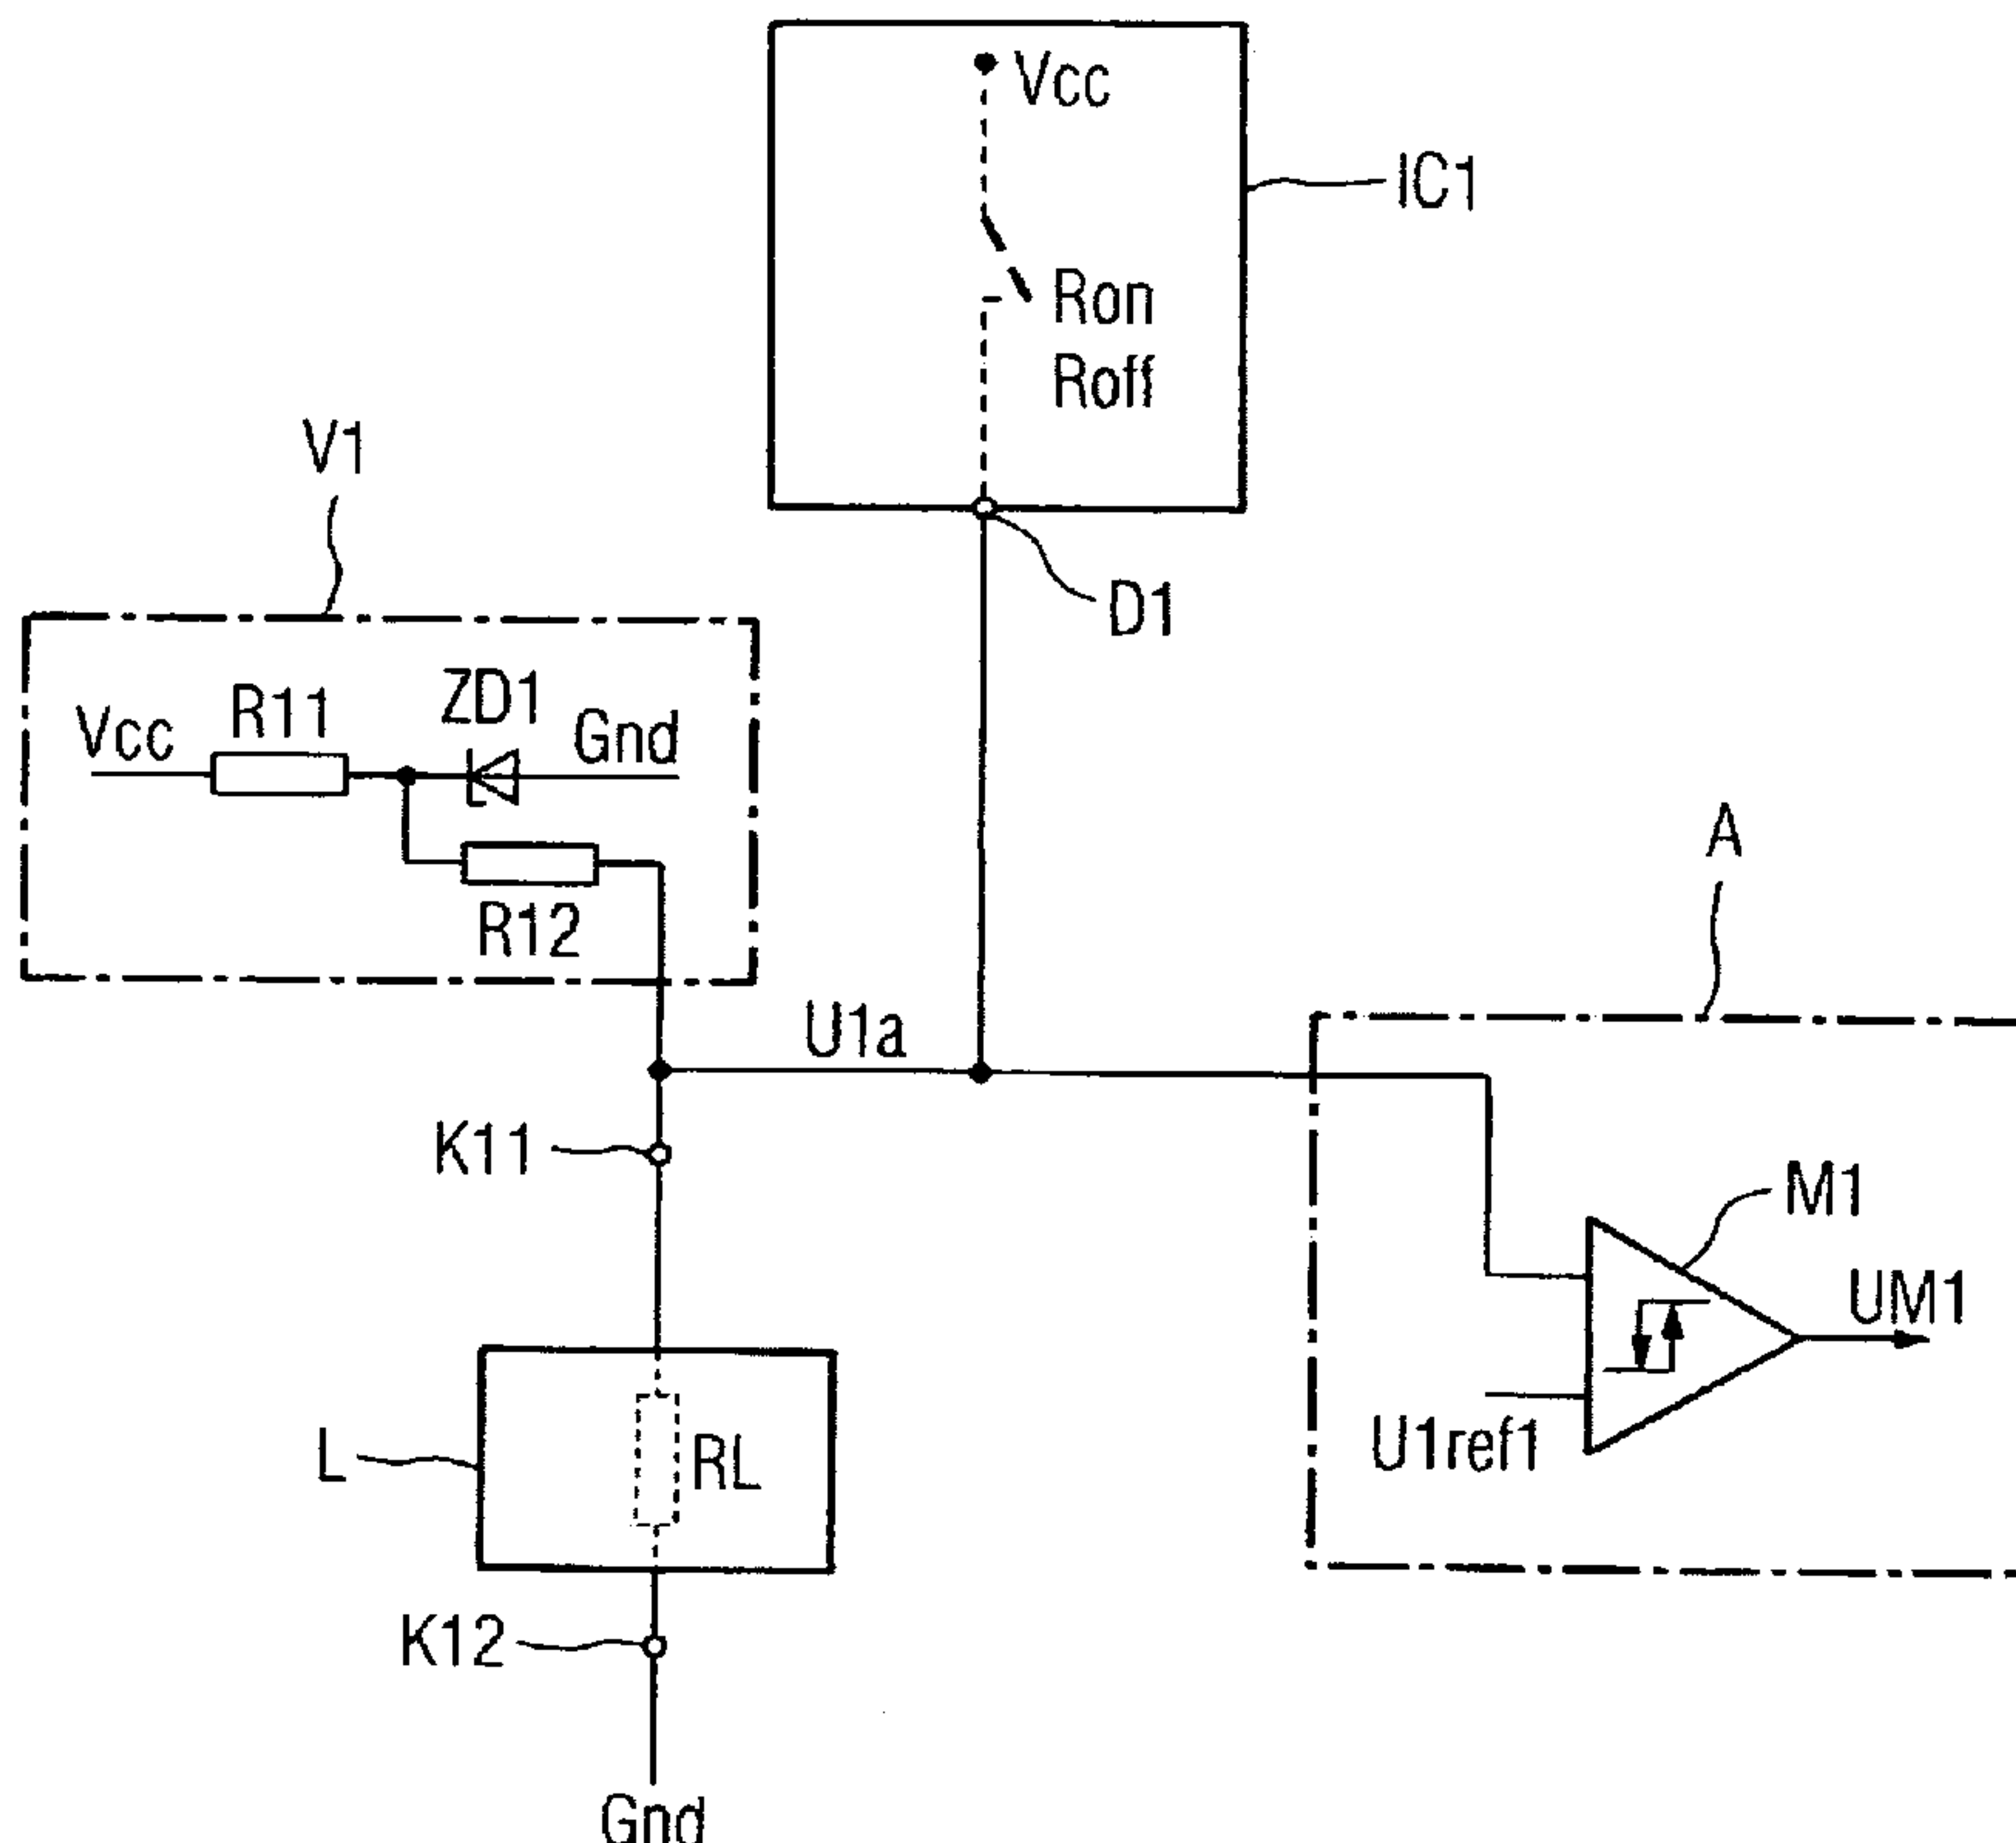 Vcc
IC1
Ron
Roff
V1
D1
ZD1
R11
Gnd
Vcc
A
R12
U1a
K11
M1
UM1
U1ref1
L
RL
K12
Gnd